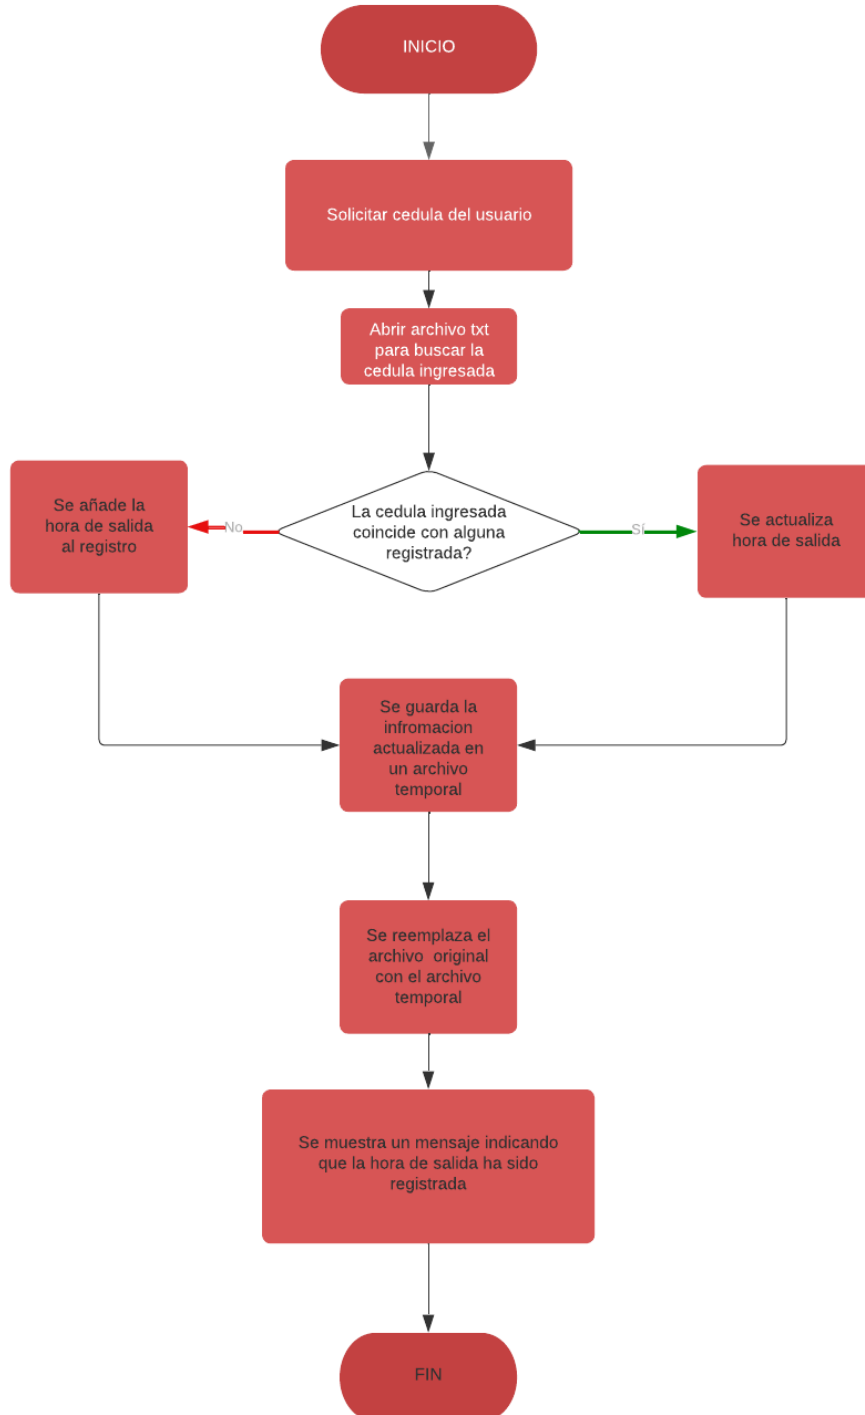 INICIO
Solicitar cedula del usuario
Abrir archivo txt
para buscar la
cedula ingresada
Se añade la
hora de salida
al registro
No
La cedula ingresada
coincide con alguna
registrada?
Sí
Se actualiza
hora de salida
Se guarda la
infromacion
actualizada en
un archivo
temporal
Se reemplaza el
archivo  original
con el archivo
temporal
Se muestra un mensaje indicando
que la hora de salida ha sido
registrada
FIN